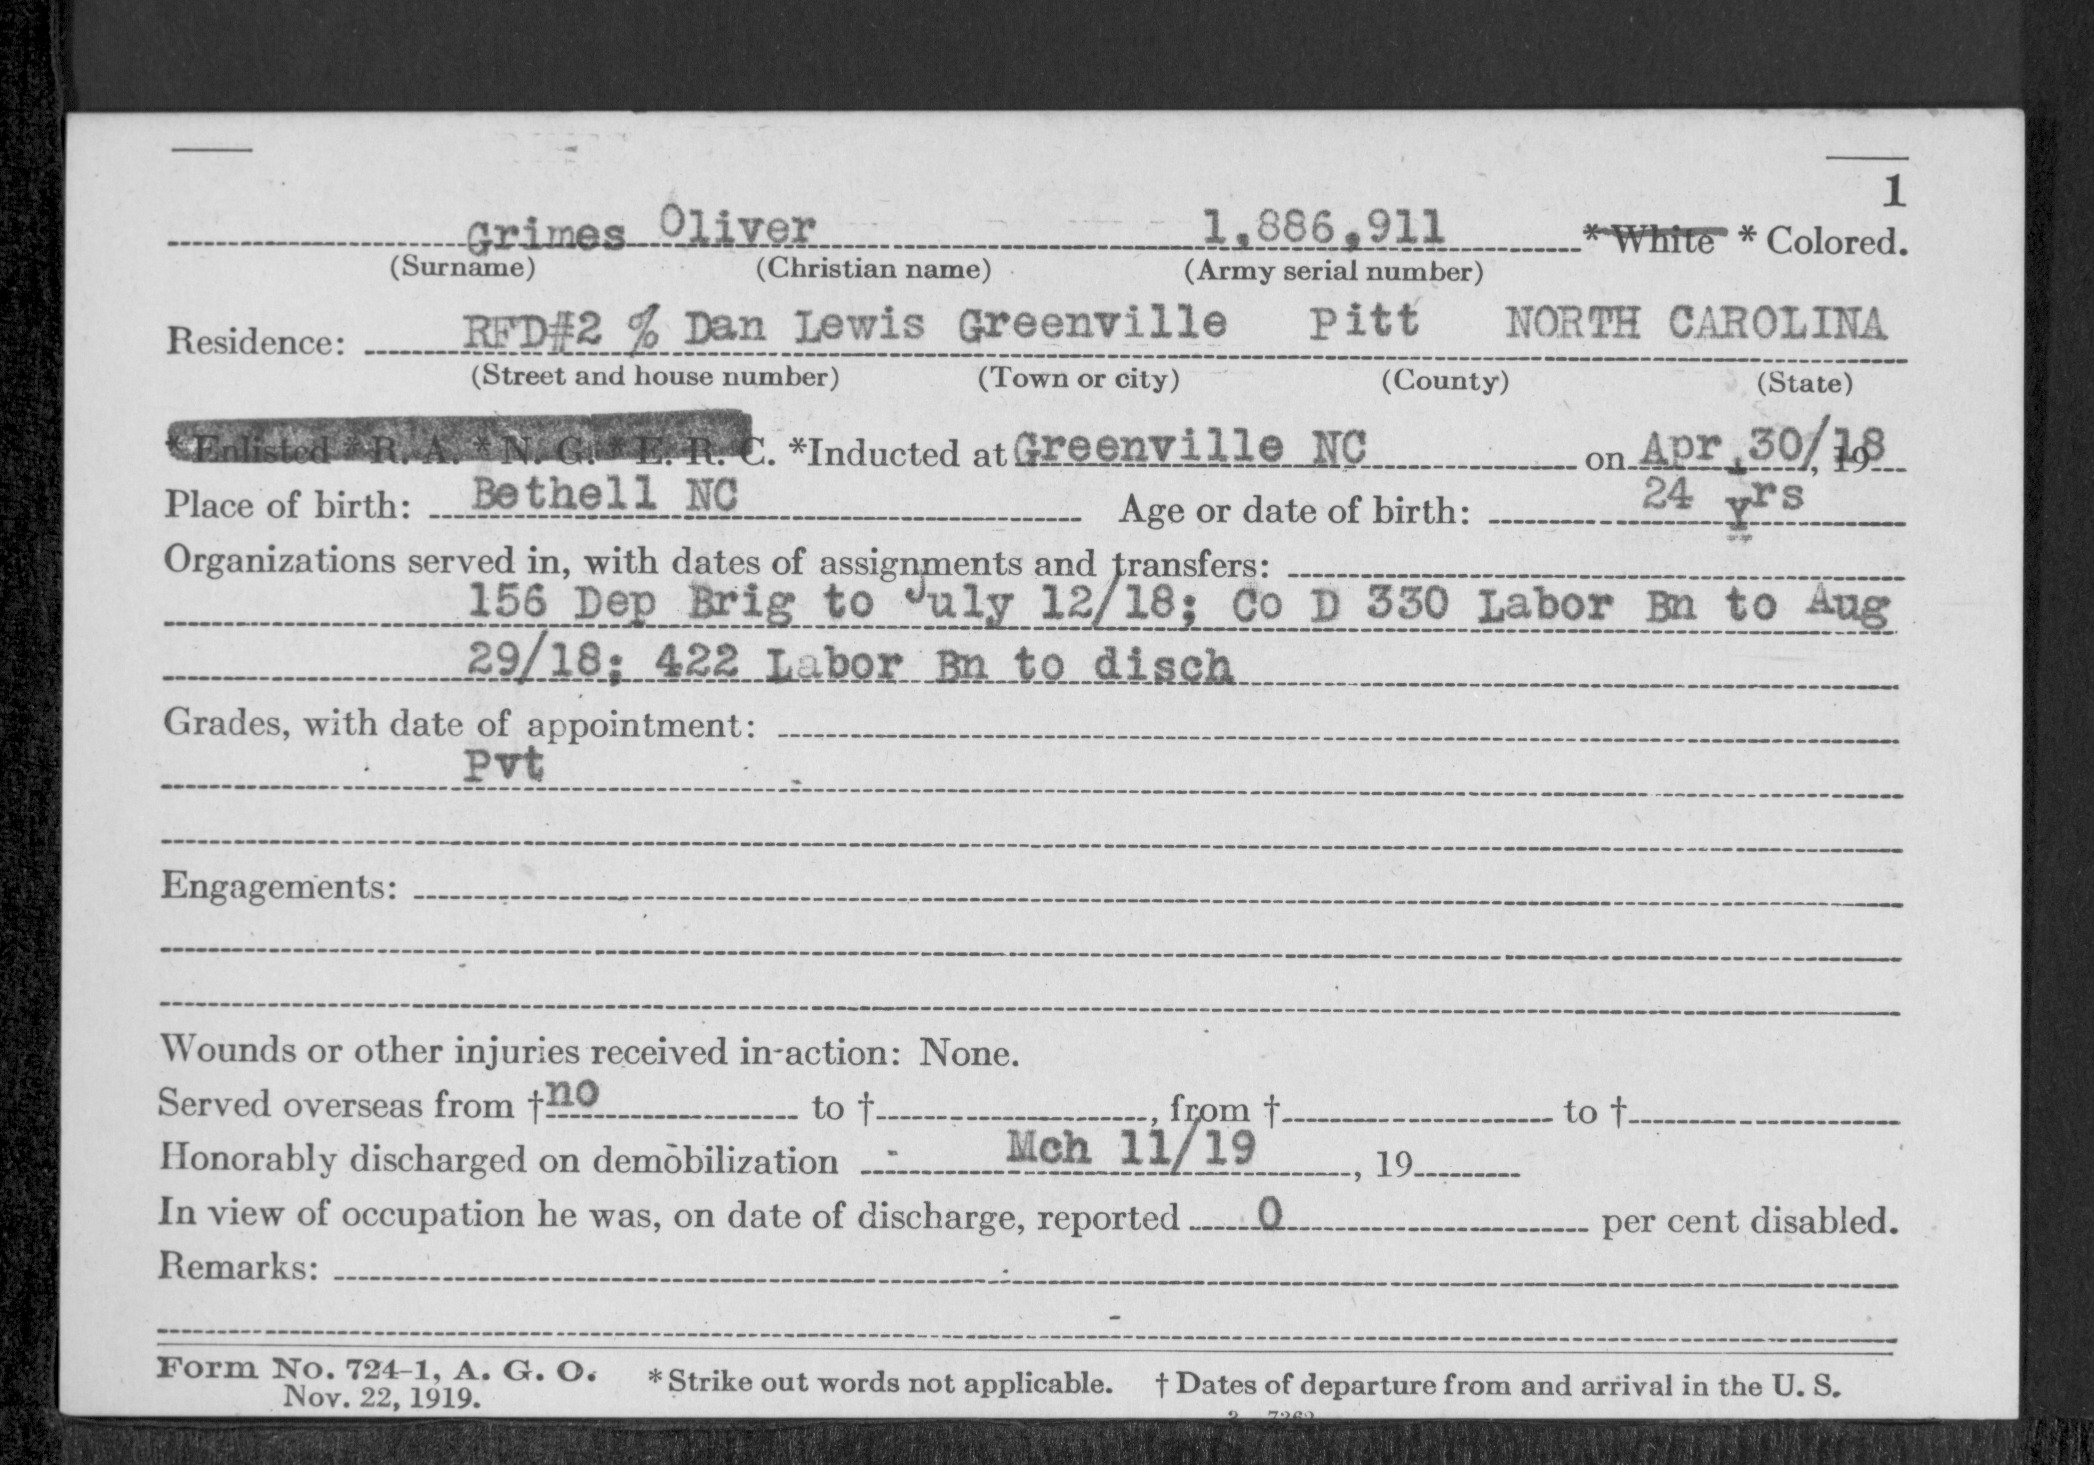 1
Grimes Oliver 1,886,911 * White * Colored.
(Surname) (Christian name) (Army serial number)
Residence: RFD#2 % Dan Lewis Greenville Pitt NORTH CAROLINA
(Street and house number) (Town or city) (County) (State)
* Enlisted * R. A. * N. G. * E. R. C. *Inducted at Greenville NC on Apr. 30/18, 19
Place of birth: Bethell NC Age or date of birth: 24 yrs
Organizations served in, with dates of assignments and transfers:
156 Dep Brig to July 12/18; Co D 330 Labor Bn to Aug
29/18; 422 Labor Bn to disch
Grades, with date of appointment:
Pvt
Engagements:
Wounds or other injuries received in action: None.
Served overseas from † no to †, from † to †
Honorably discharged on demobilization Mch 11/19, 19
In view of occupation he was, on date of discharge, reported 0 per cent disabled.
Remarks:
Form No. 724-1, A. G. O. * Strike out words not applicable. † Dates of departure from and arrival in the U. S.
Nov. 22, 1919.